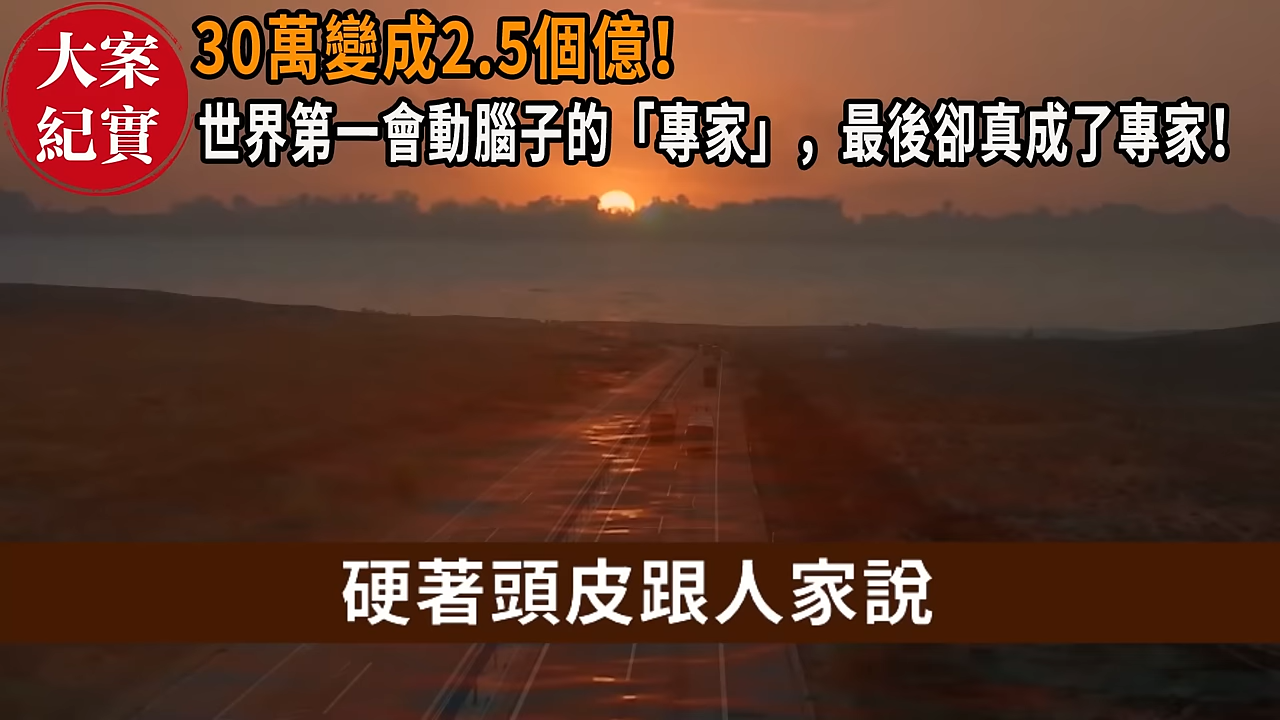 大案
紀實
30萬變成2.5個億！
世界第一會動腦子的「專家」，最後卻真成了專家！
硬著頭皮跟人家說